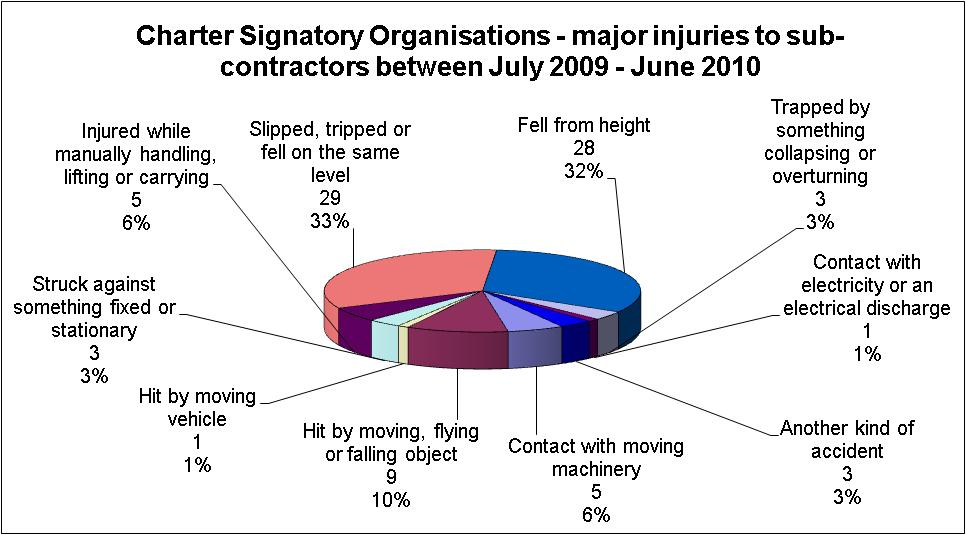 Charter Signatory Organisations - major injuries to sub-
contractors between July 2009 - June 2010
Injured while
manually handling,
lifting or carrying
5
6%
Slipped, tripped or
fell on the same
level
29
33%
Fell from height
28
32%
Trapped by
something
collapsing or
overturning
3
3%
Struck against
something fixed or
stationary
3
3%
Contact with
electricity or an
electrical discharge
1
1%
Hit by moving
vehicle
1
1%
Hit by moving, flying
or falling object
9
10%
Contact with moving
machinery
5
6%
Another kind of
accident
3
3%